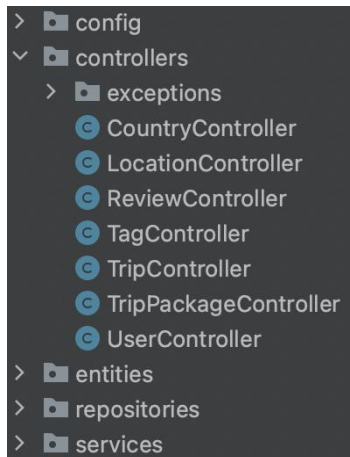 config
controllers
exceptions
C CountryController
C LocationController
C ReviewController
C TagController
C TripController
C TripPackageController
C UserController
entities
repositories
services